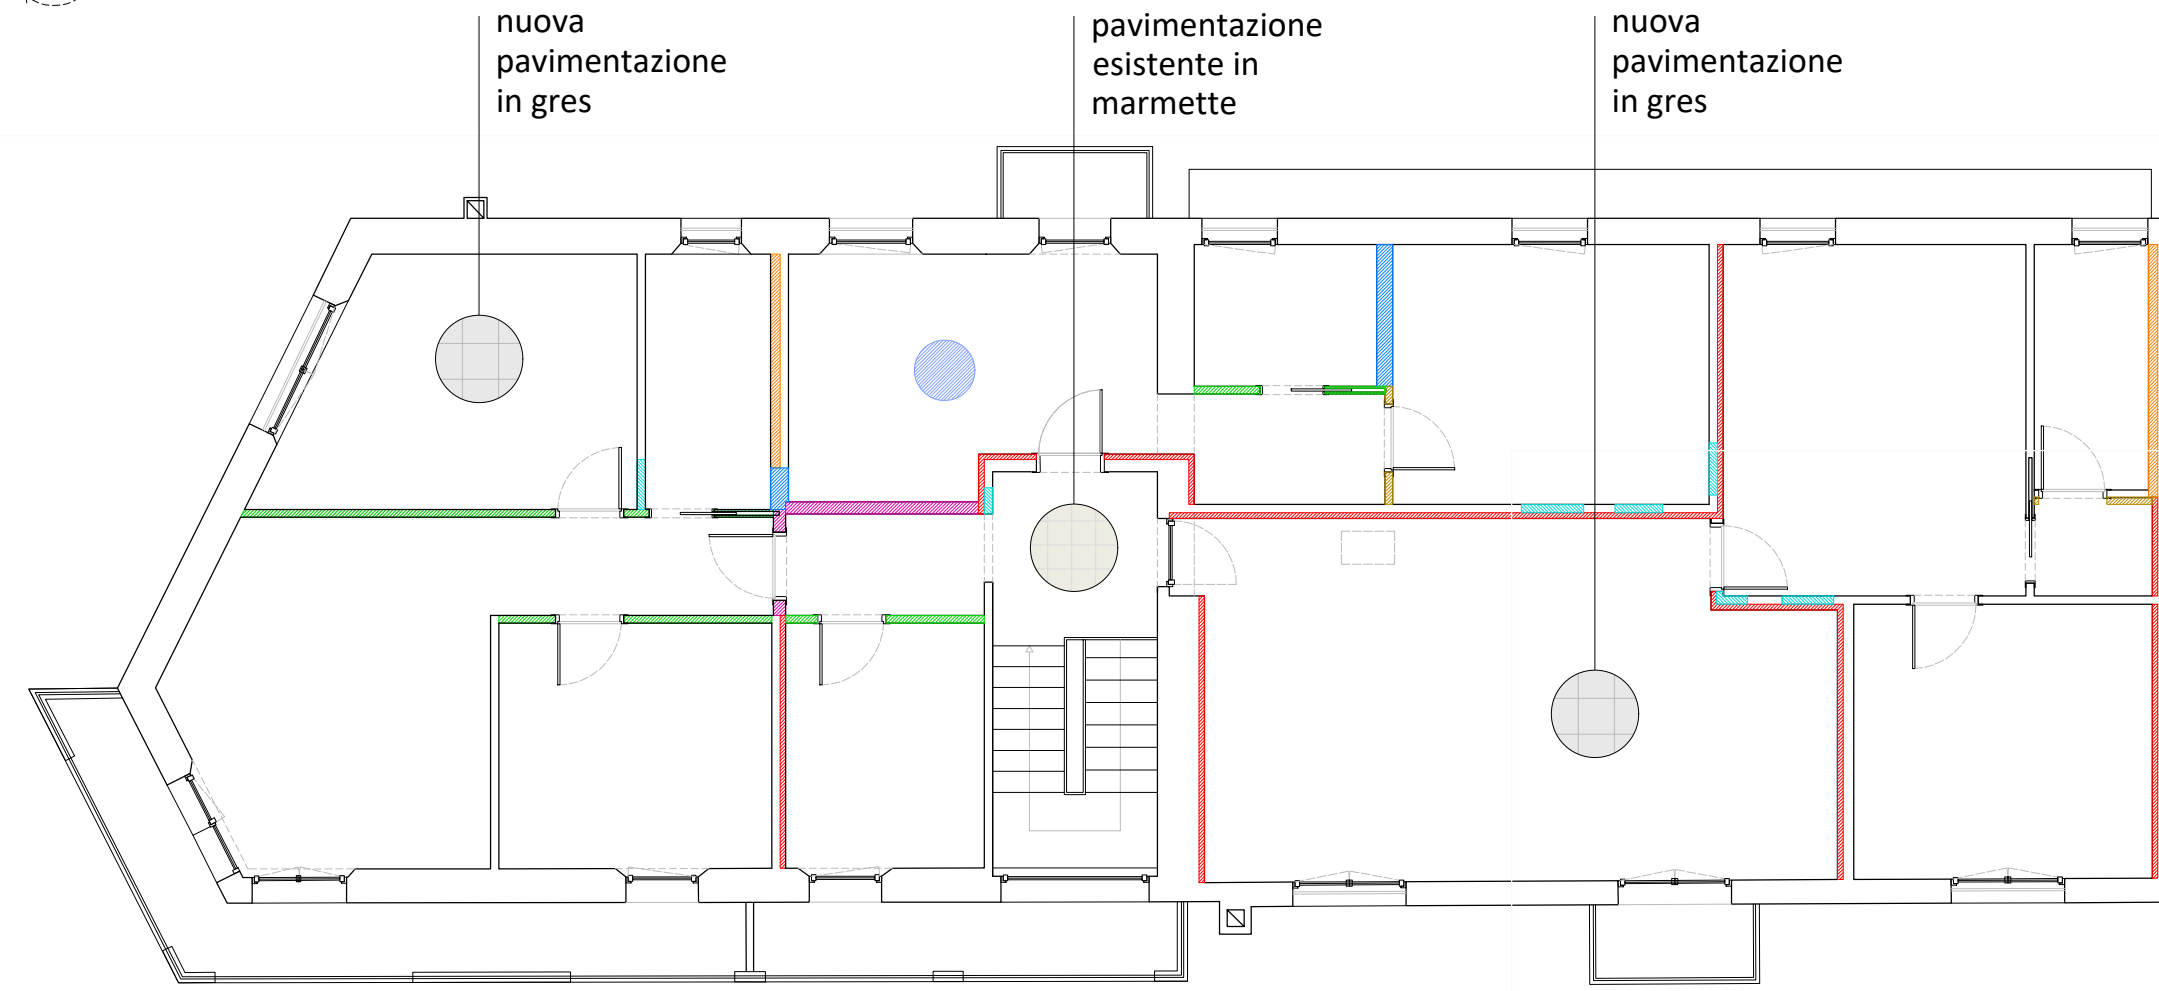 nuova
pavimentazione
in gres
pavimentazione
esistente in
marmette
nuova
pavimentazione
in gres